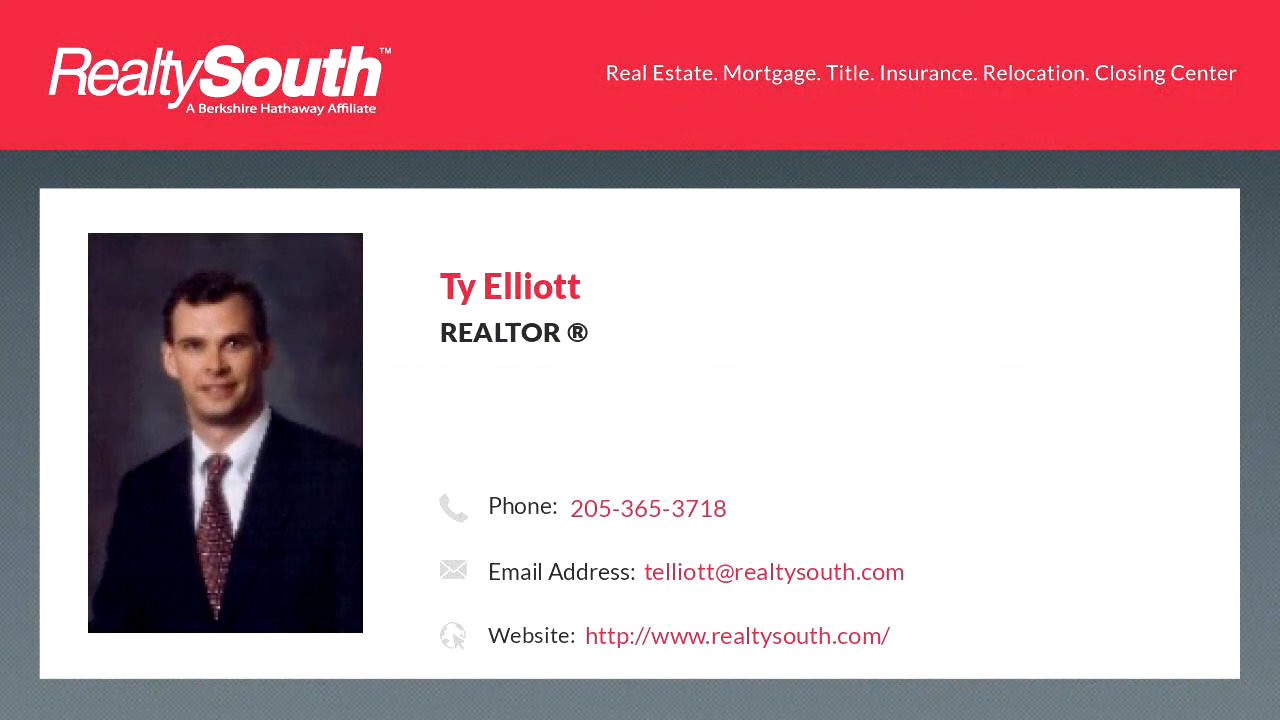 RealtySouth™
A Berkshire Hathaway Affiliate
Real Estate. Mortgage. Title. Insurance. Relocation. Closing Center
Ty Elliott
REALTOR ®
Phone: 205-365-3718
Email Address: telliott@realtysouth.com
Website: http://www.realtysouth.com/